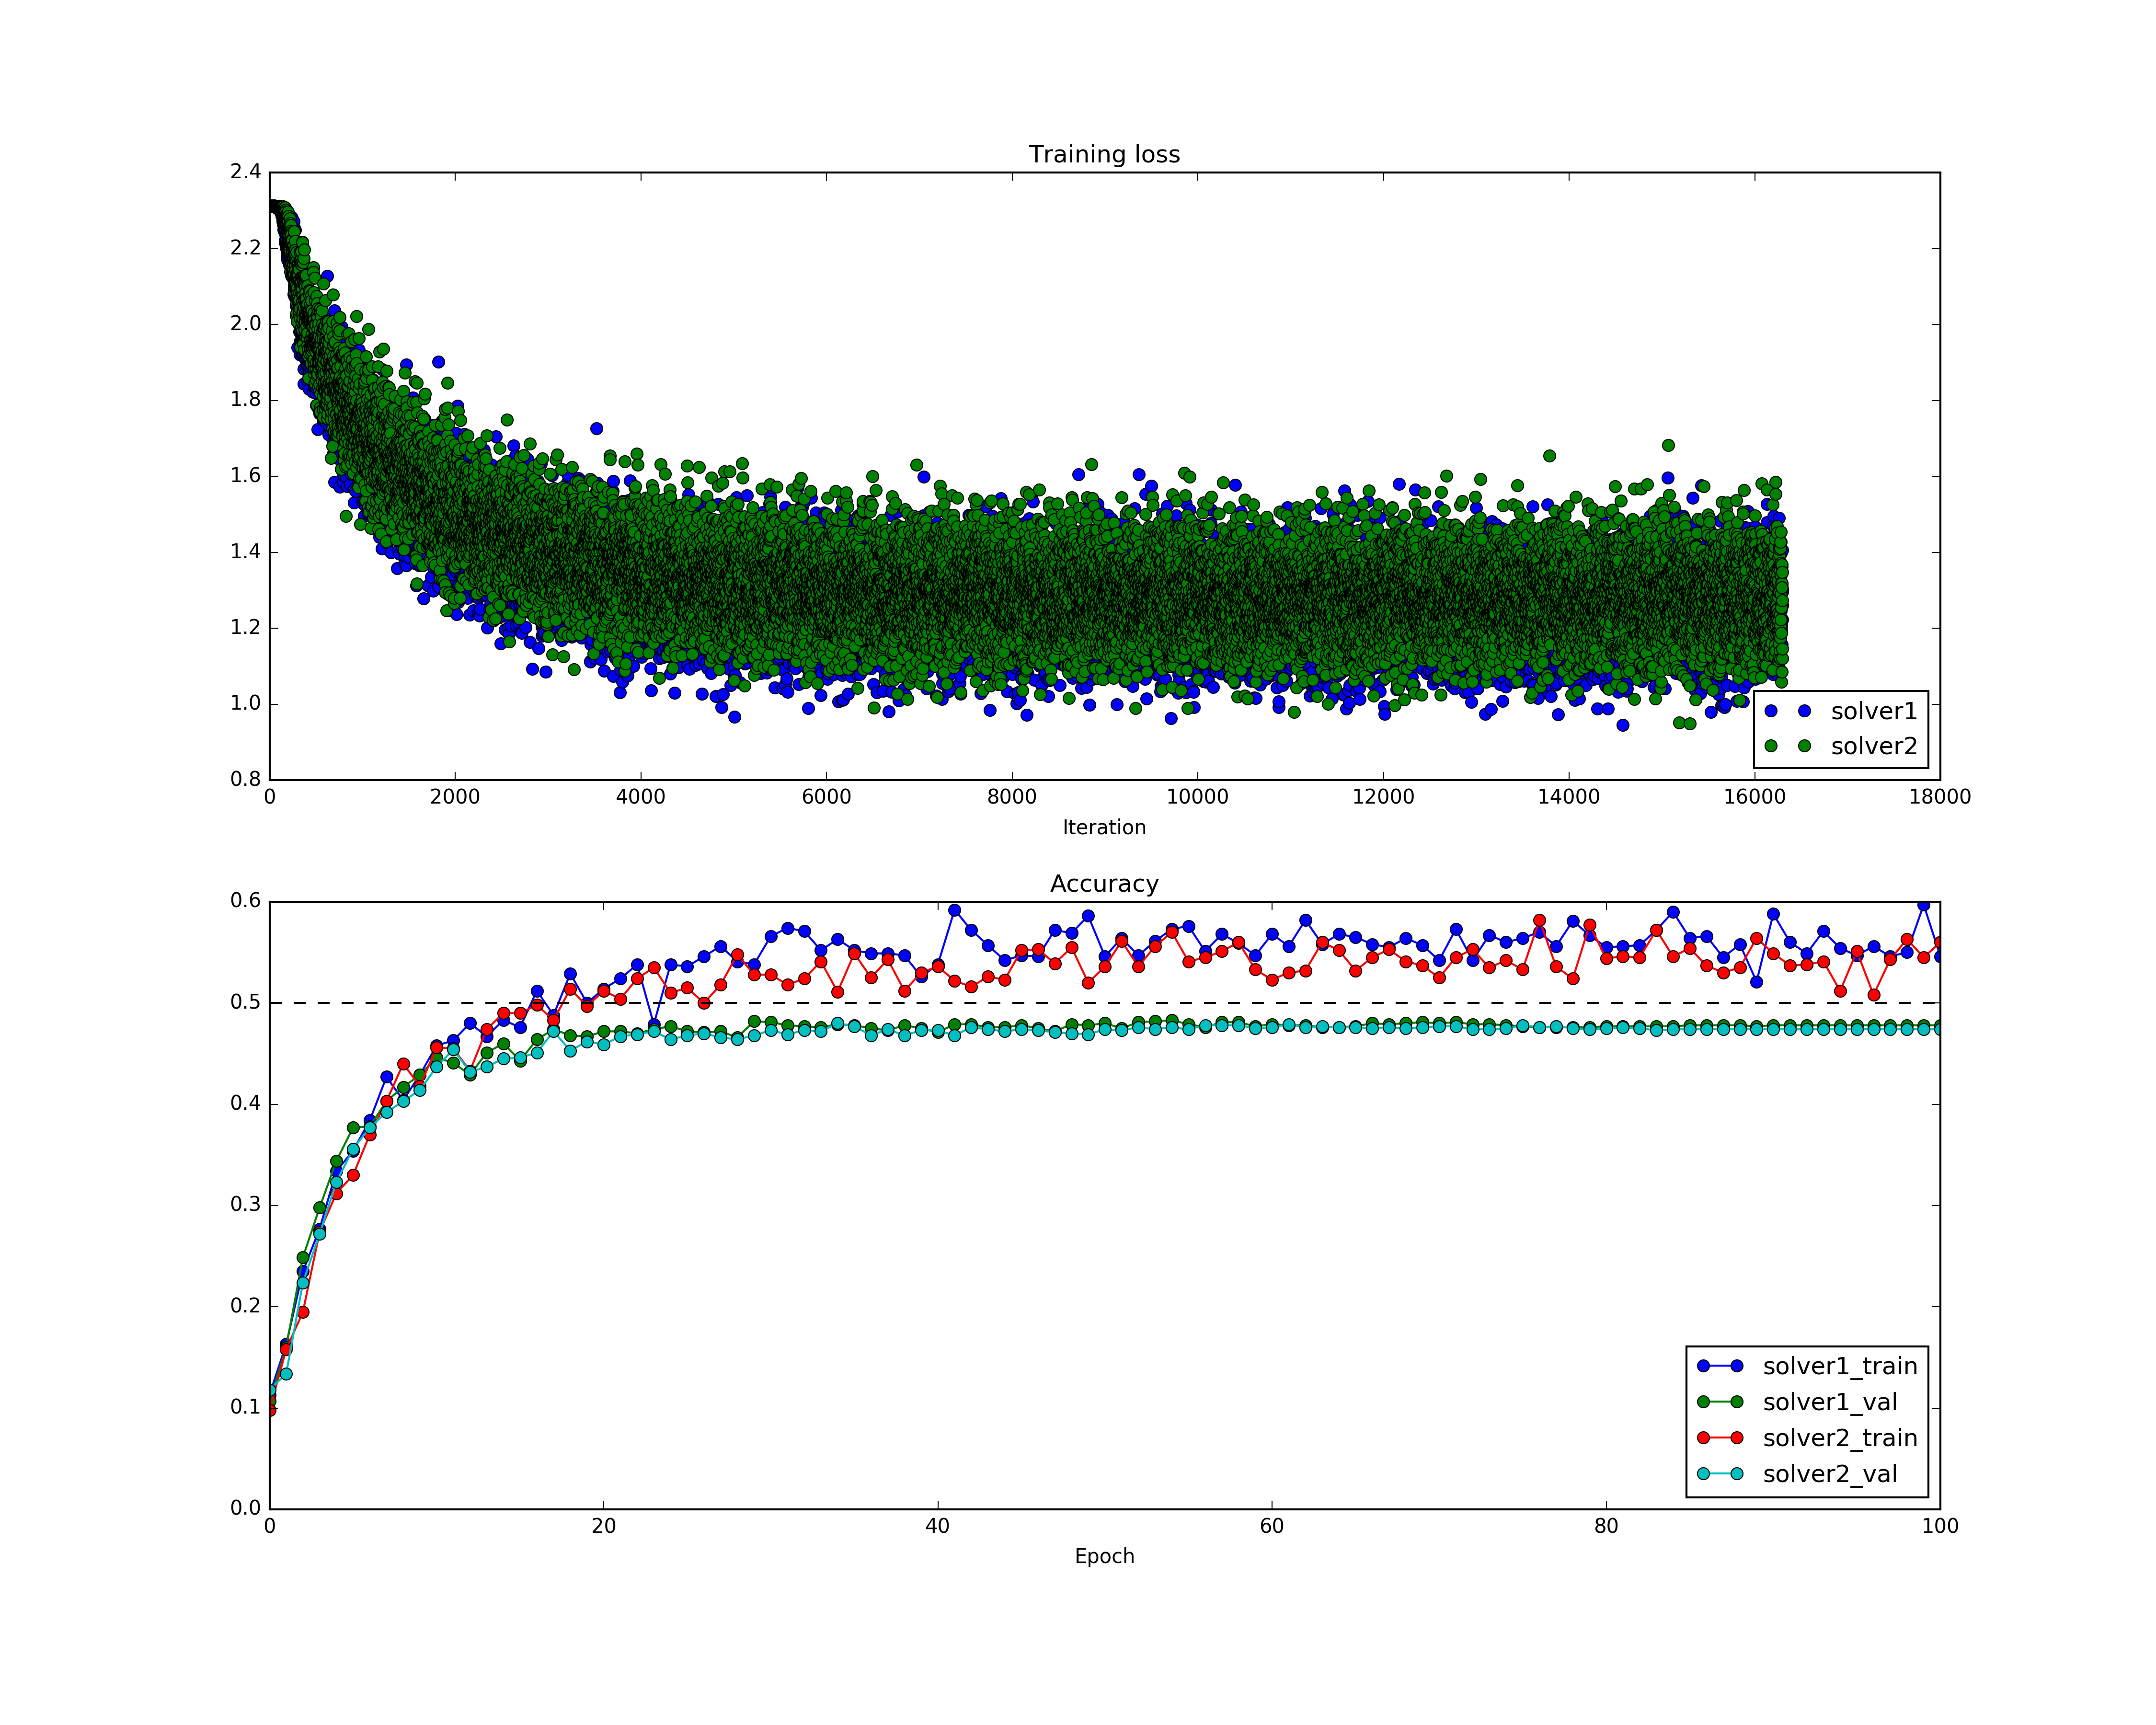 Training loss
2.4
2.2
2.0
1.8
1.6
1.4
1.2
1.0
0.8
solver1
solver2
0 2000 4000 6000 8000 10000 12000 14000 16000 18000
Iteration
Accuracy
0.6
0.5
0.4
0.3
0.2
0.1
0.0
solver1_train
solver1_val
solver2_train
solver2_val
0 20 40 60 80 100
Epoch